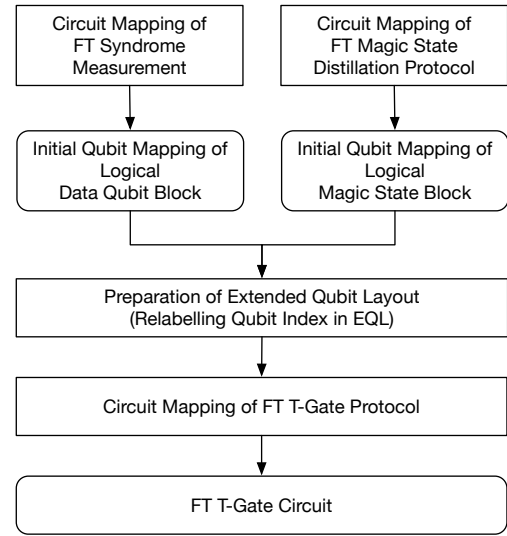 Circuit Mapping of
FT Syndrome
Measurement
Circuit Mapping of
FT Magic State
Distillation Protocol
Initial Qubit Mapping of
Logical
Data Qubit Block
Initial Qubit Mapping of
Logical
Magic State Block
Preparation of Extended Qubit Layout
(Relabelling Qubit Index in EQL)
Circuit Mapping of FT T-Gate Protocol
FT T-Gate Circuit